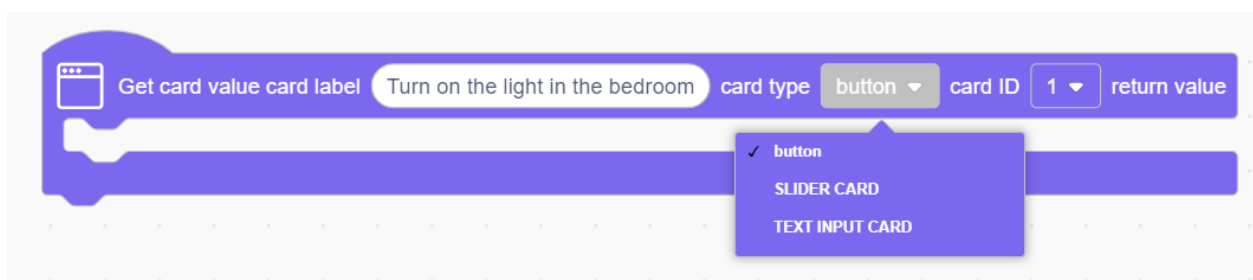 Get card value card label Turn on the light in the bedroom card type button card ID 1 return value
button
SLIDER CARD
TEXT INPUT CARD